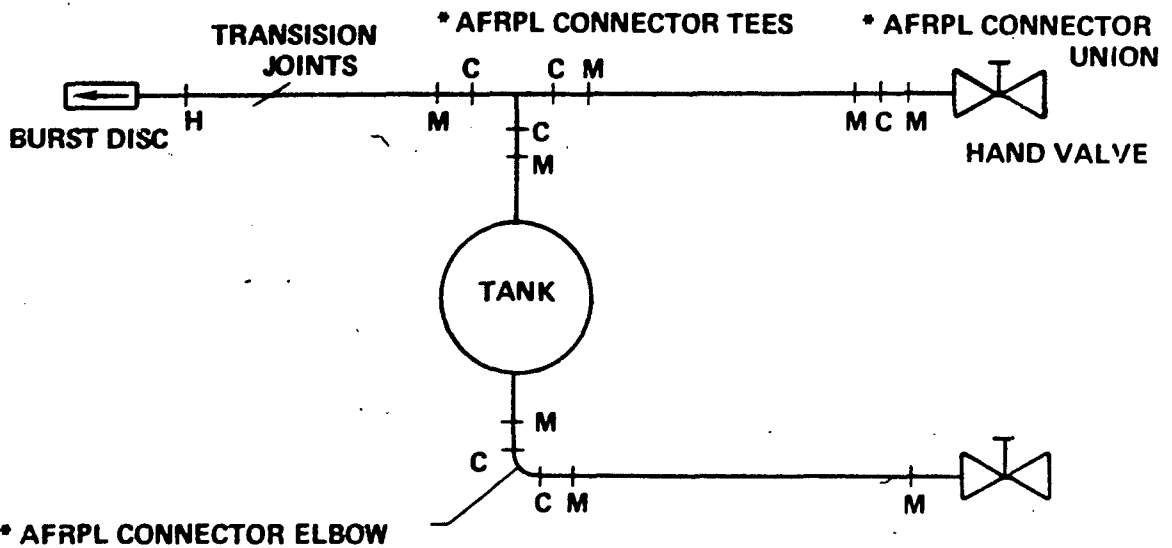 * AFRPL CONNECTOR TEES
* AFRPL CONNECTOR
UNION
TRANSISION
JOINTS
C
C M
H
M
M C M
BURST DISC
C
M
HAND VALVE
TANK
M
C
C M
M
* AFRPL CONNECTOR ELBOW